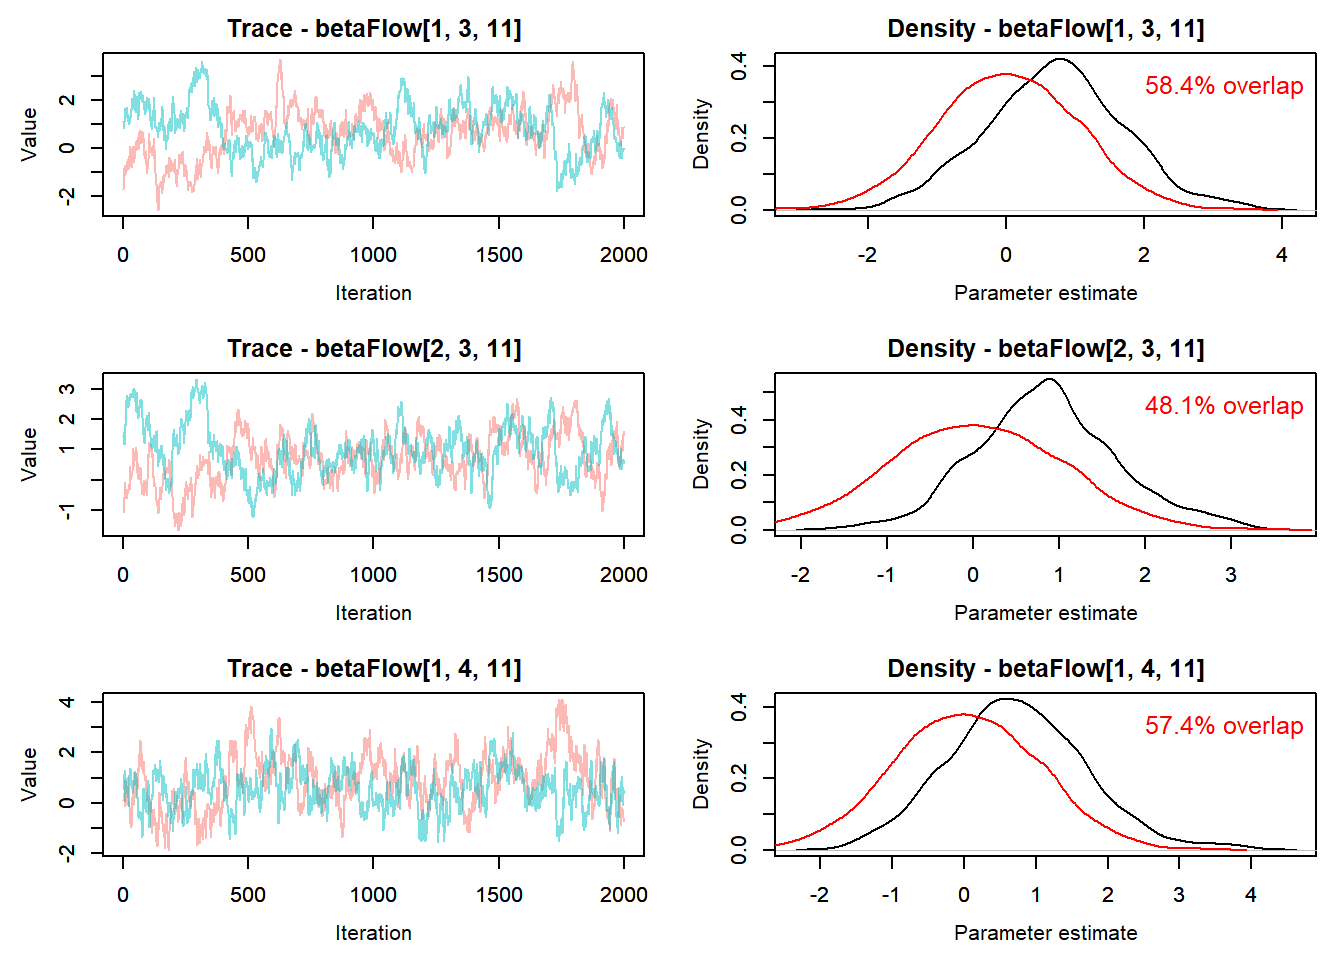 Trace - betaFlow[1, 3, 11]
Value
-2 0 2
0 500 1000 1500 2000
Iteration
Density - betaFlow[1, 3, 11]
58.4% overlap
Density
0.0 0.2 0.4
-2 0 2 4
Parameter estimate
Trace - betaFlow[2, 3, 11]
Value
-1 1 2 3
0 500 1000 1500 2000
Iteration
Density - betaFlow[2, 3, 11]
48.1% overlap
Density
0.0 0.2 0.4
-2 -1 0 1 2 3
Parameter estimate
Trace - betaFlow[1, 4, 11]
Value
-2 0 2 4
0 500 1000 1500 2000
Iteration
Density - betaFlow[1, 4, 11]
57.4% overlap
Density
0.0 0.2 0.4
-2 -1 0 1 2 3 4
Parameter estimate